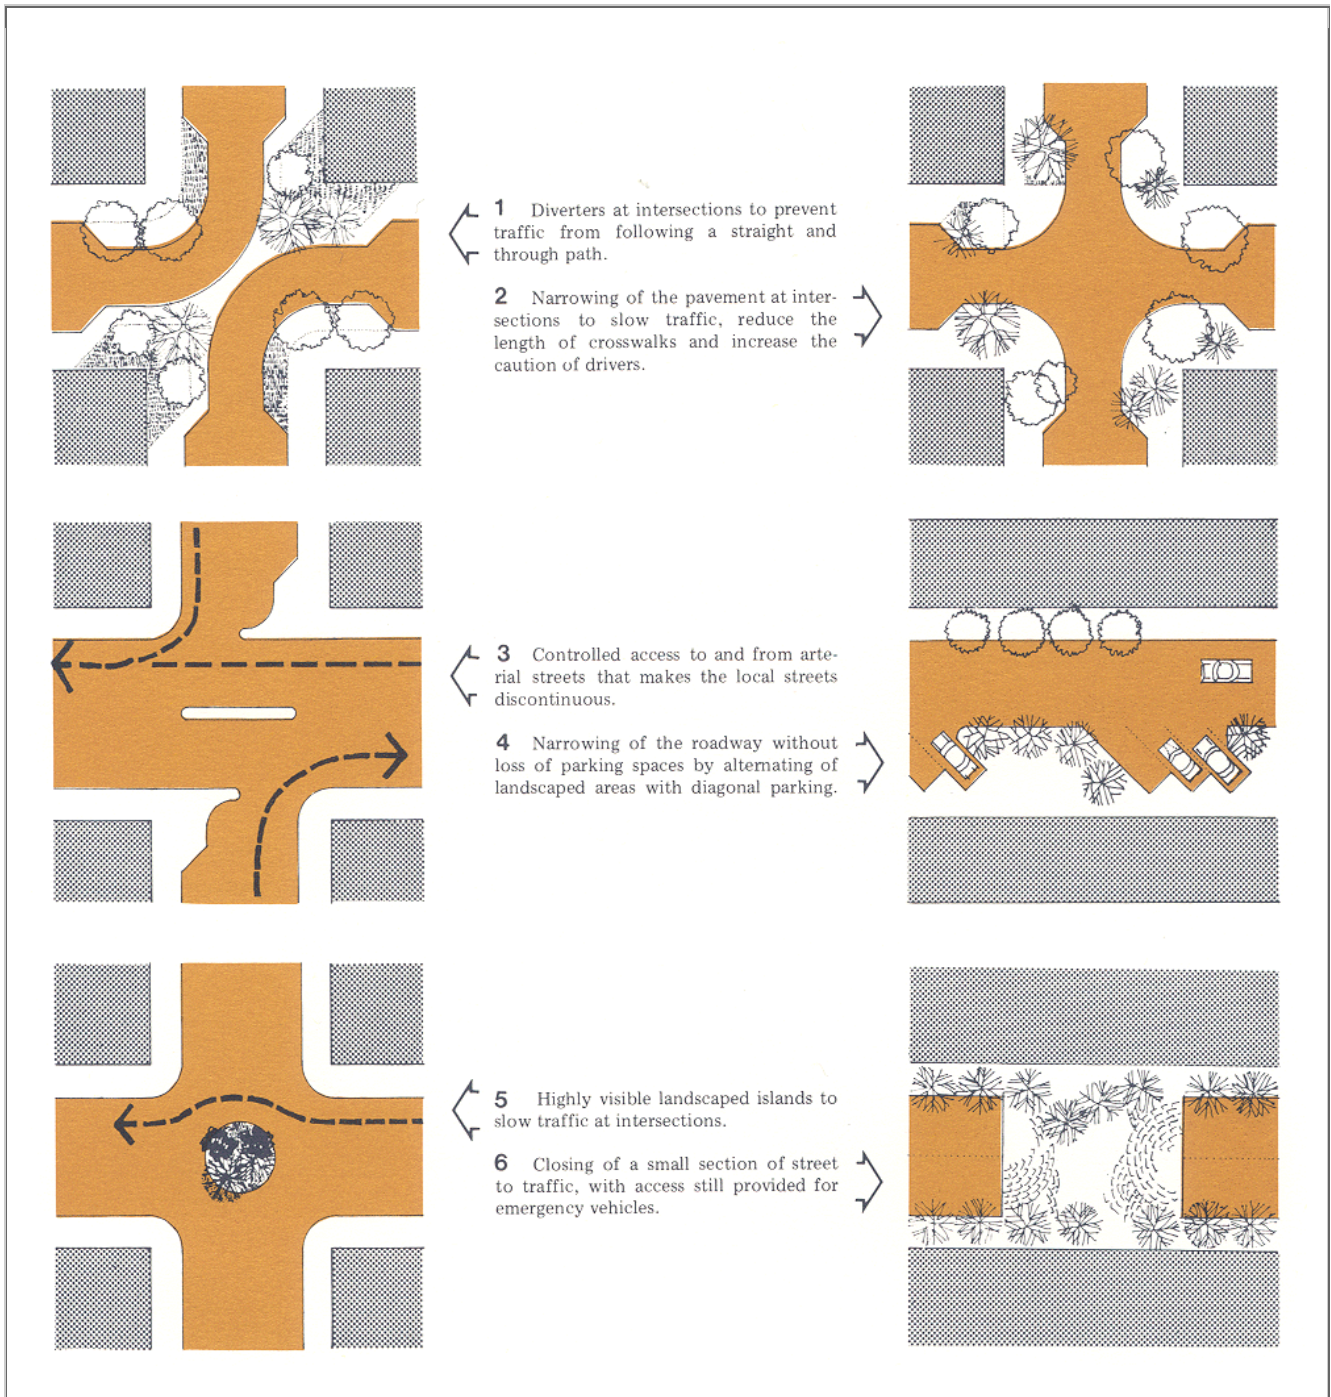 1 Diverters at intersections to prevent
traffic from following a straight and
through path.
2 Narrowing of the pavement at inter-
sections to slow traffic, reduce the
length of crosswalks and increase the
caution of drivers.
3 Controlled access to and from arte-
rial streets that makes the local streets
discontinuous.
4 Narrowing of the roadway without
loss of parking spaces by alternating of
landscaped areas with diagonal parking.
5 Highly visible landscaped islands to
slow traffic at intersections.
6 Closing of a small section of street
to traffic, with access still provided for
emergency vehicles.